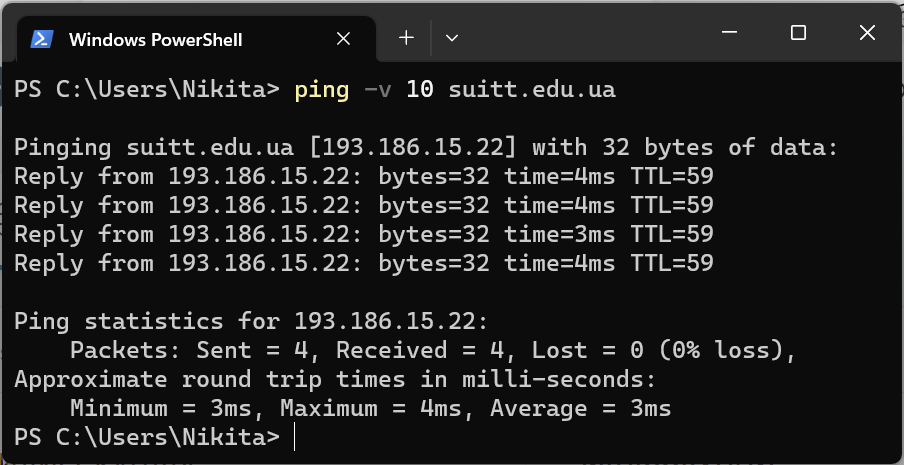 Windows PowerShell
PS C:\Users\Nikita> ping -v 10 suitt.edu.ua
Pinging suitt.edu.ua [193.186.15.22] with 32 bytes of data:
Reply from 193.186.15.22: bytes=32 time=4ms TTL=59
Reply from 193.186.15.22: bytes=32 time=4ms TTL=59
Reply from 193.186.15.22: bytes=32 time=3ms TTL=59
Reply from 193.186.15.22: bytes=32 time=4ms TTL=59
Ping statistics for 193.186.15.22:
    Packets: Sent = 4, Received = 4, Lost = 0 (0% loss),
Approximate round trip times in milli-seconds:
    Minimum = 3ms, Maximum = 4ms, Average = 3ms
PS C:\Users\Nikita>